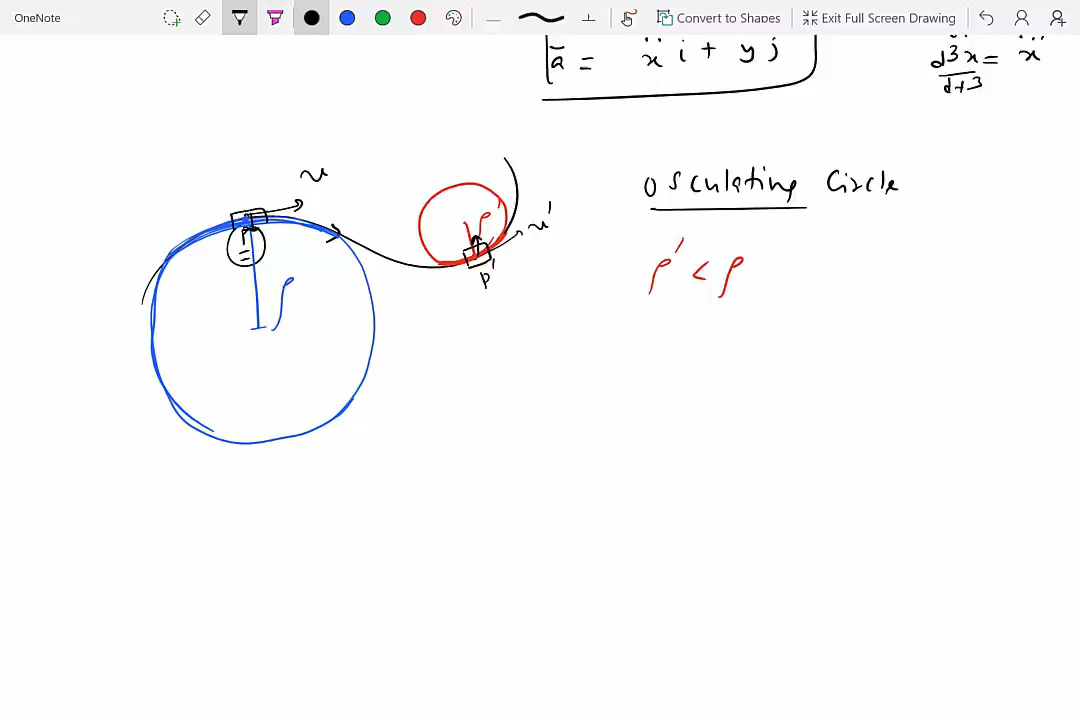 OneNote
Convert to Shapes
Exit Full Screen Drawing
ā = ẍ i + ÿ j
d3x = x⃛
dt3
v
Osculating Circle
ρ'
v'
P
P'
ρ' < ρ
ρ